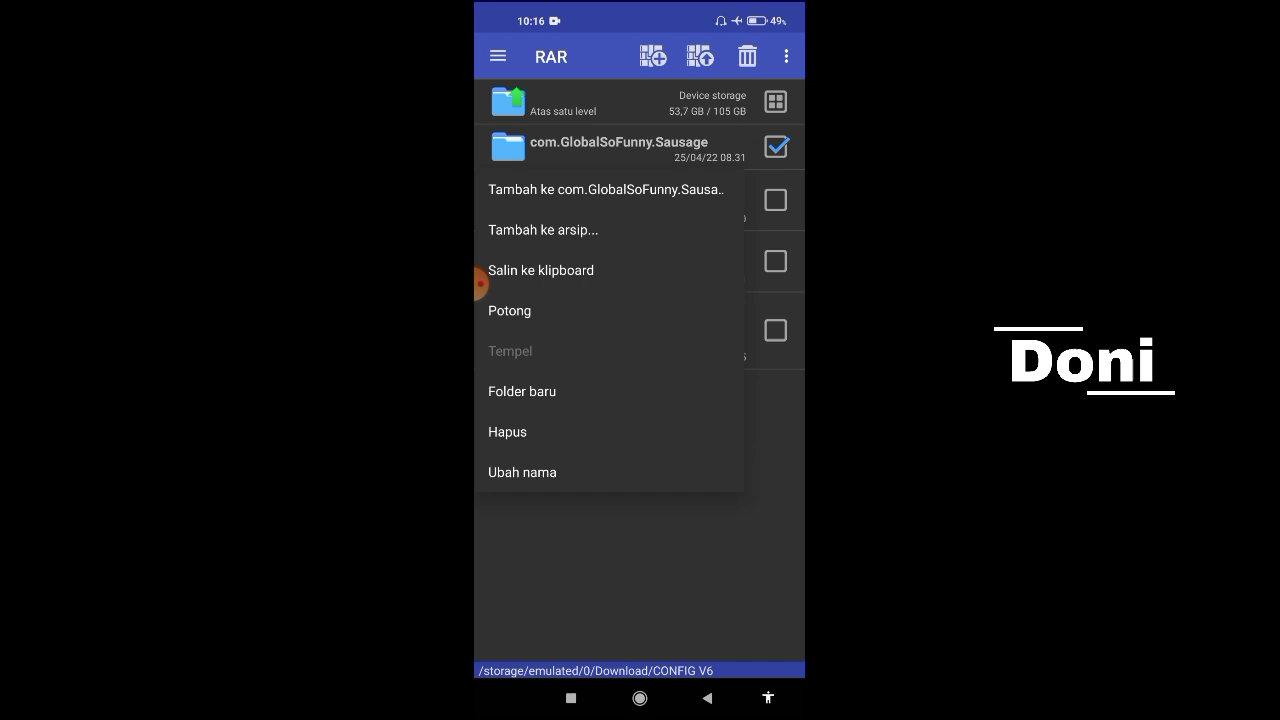 10:16
49%
RAR
Device storage
Atas satu level
53,7 GB / 105 GB
com.GlobalSoFunny.Sausage
25/04/22 08.31
Tambah ke com.GlobalSoFunny.Sausa..
Tambah ke arsip...
Salin ke klipboard
Potong
Tempel
Folder baru
Hapus
Ubah nama
/storage/emulated/0/Download/CONFIG V6
Doni